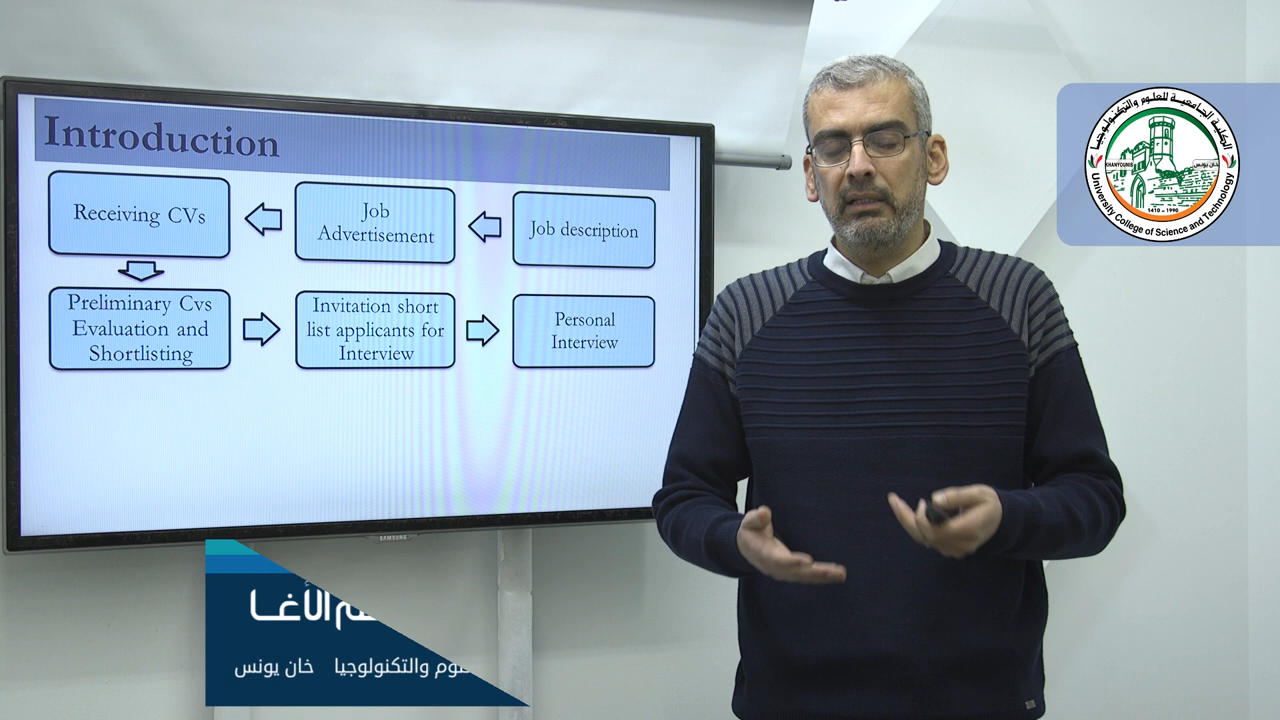 Introduction
Receiving CVs
Job
Advertisement
Job description
Preliminary Cvs
Evaluation and
Shortlisting
Invitation short
list applicants for
Interview
Personal
Interview
SAMSUNG
الكلية الجامعية للعلوم والتكنولوجيا
KHANYOUNIS
خان يونس
1410 - 1990
University College of Science and Technology
الأغا
والتكنولوجيا خان يونس